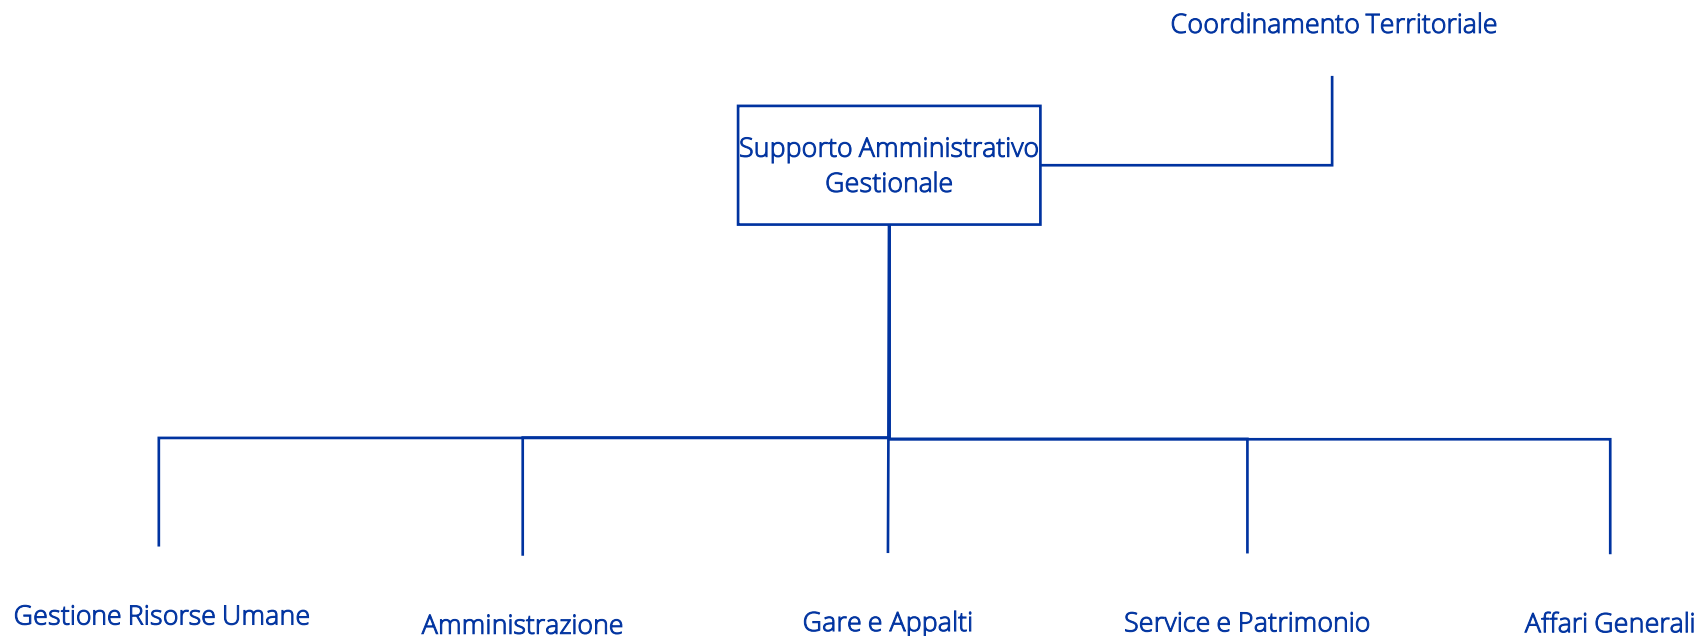 Coordinamento Territoriale
Supporto Amministrativo
Gestionale
Gestione Risorse Umane
Amministrazione
Gare e Appalti
Service e Patrimonio
Affari Generali